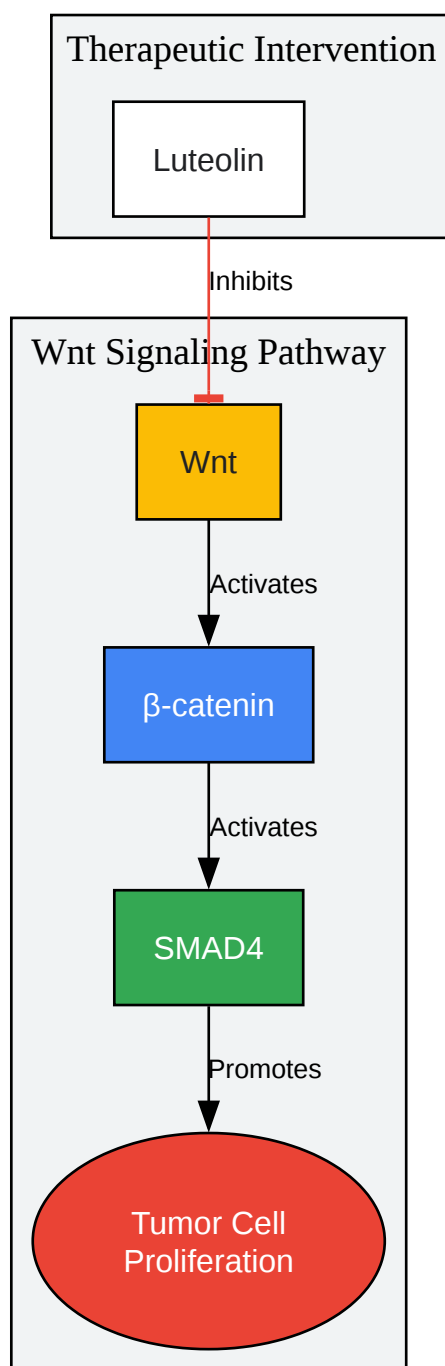 Therapeutic Intervention
Luteolin
Inhibits
Wnt Signaling Pathway
Wnt
Activates
β-catenin
Activates
SMAD4
Promotes
Tumor Cell
Proliferation